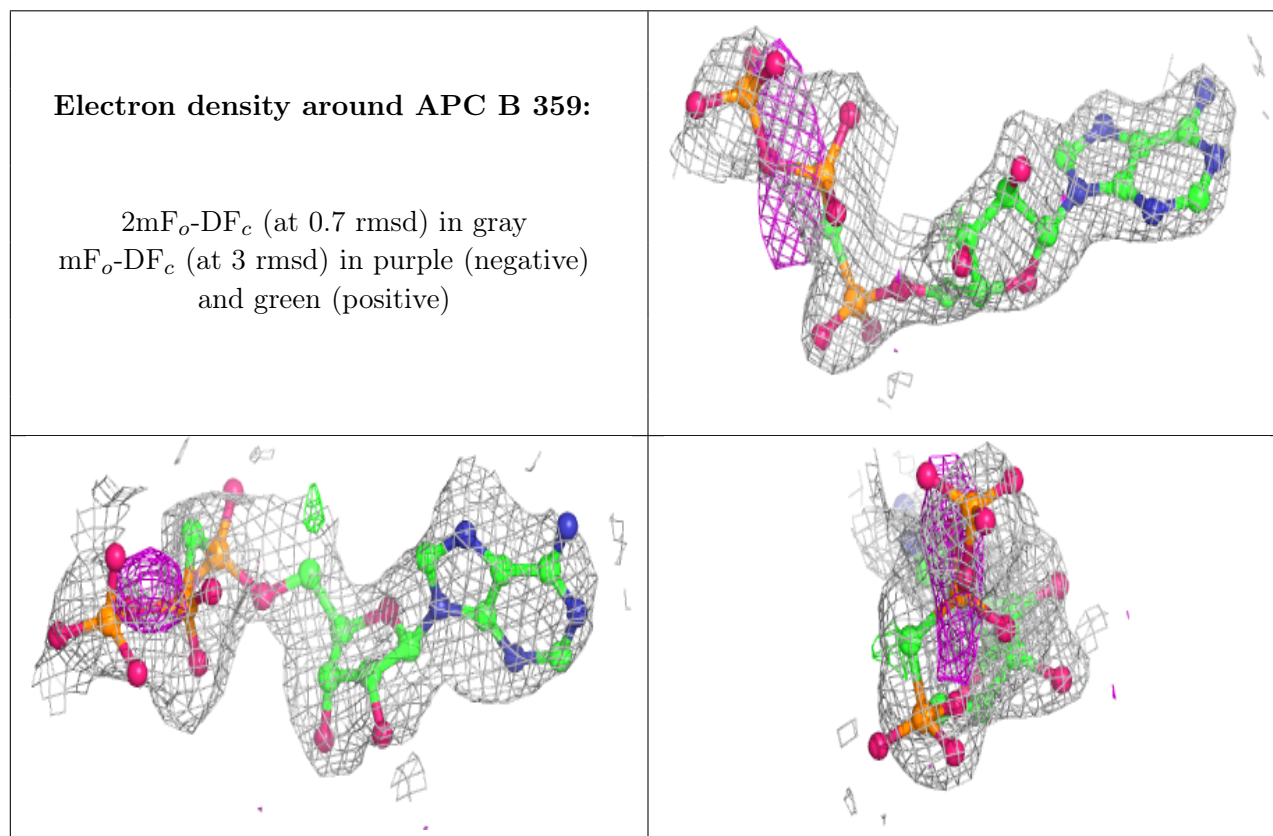 Electron density around APC B 359:
2mFo-DFc (at 0.7 rmsd) in gray
mFo-DFc (at 3 rmsd) in purple (negative)
and green (positive)